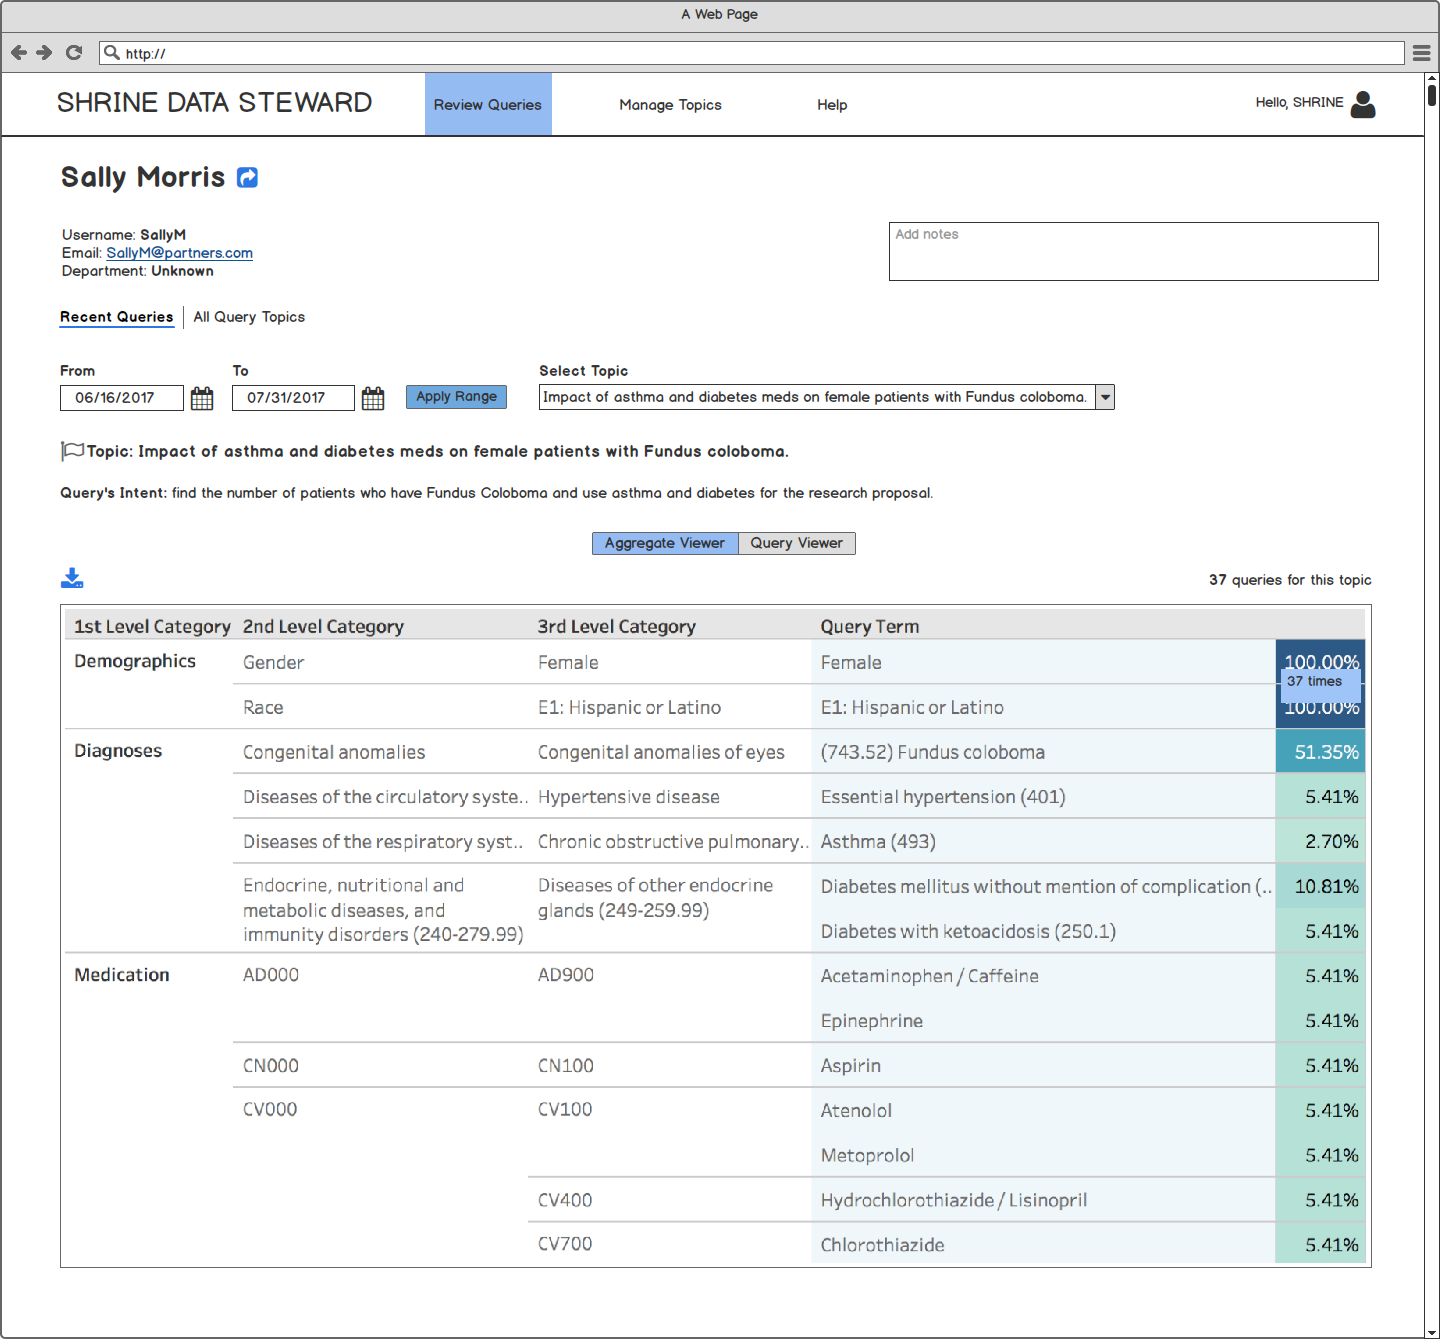 A Web Page
http://
SHRINE DATA STEWARD
Review Queries
Manage Topics
Help
Hello, SHRINE
Sally Morris
Username: SallyM
Email: SallyM@partners.com
Department: Unknown
Add notes
Recent Queries
All Query Topics
From
To
Select Topic
06/16/2017
07/31/2017
Apply Range
Impact of asthma and diabetes meds on female patients with Fundus coloboma.
Topic: Impact of asthma and diabetes meds on female patients with Fundus coloboma.
Query's Intent: find the number of patients who have Fundus Coloboma and use asthma and diabetes for the research proposal.
Aggregate Viewer
Query Viewer
37 queries for this topic
1st Level Category 2nd Level Category 3rd Level Category Query Term
Demographics Gender Female Female 100.00%
37 times
Race E1: Hispanic or Latino E1: Hispanic or Latino 100.00%
Diagnoses Congenital anomalies Congenital anomalies of eyes (743.52) Fundus coloboma 51.35%
Diseases of the circulatory syste.. Hypertensive disease Essential hypertension (401) 5.41%
Diseases of the respiratory syst.. Chronic obstructive pulmonary.. Asthma (493) 2.70%
Endocrine, nutritional and Diseases of other endocrine Diabetes mellitus without mention of complication (.. 10.81%
metabolic diseases, and glands (249-259.99)
immunity disorders (240-279.99) Diabetes with ketoacidosis (250.1) 5.41%
Medication AD000 AD900 Acetaminophen / Caffeine 5.41%
Epinephrine 5.41%
CN000 CN100 Aspirin 5.41%
CV000 CV100 Atenolol 5.41%
Metoprolol 5.41%
CV400 Hydrochlorothiazide / Lisinopril 5.41%
CV700 Chlorothiazide 5.41%